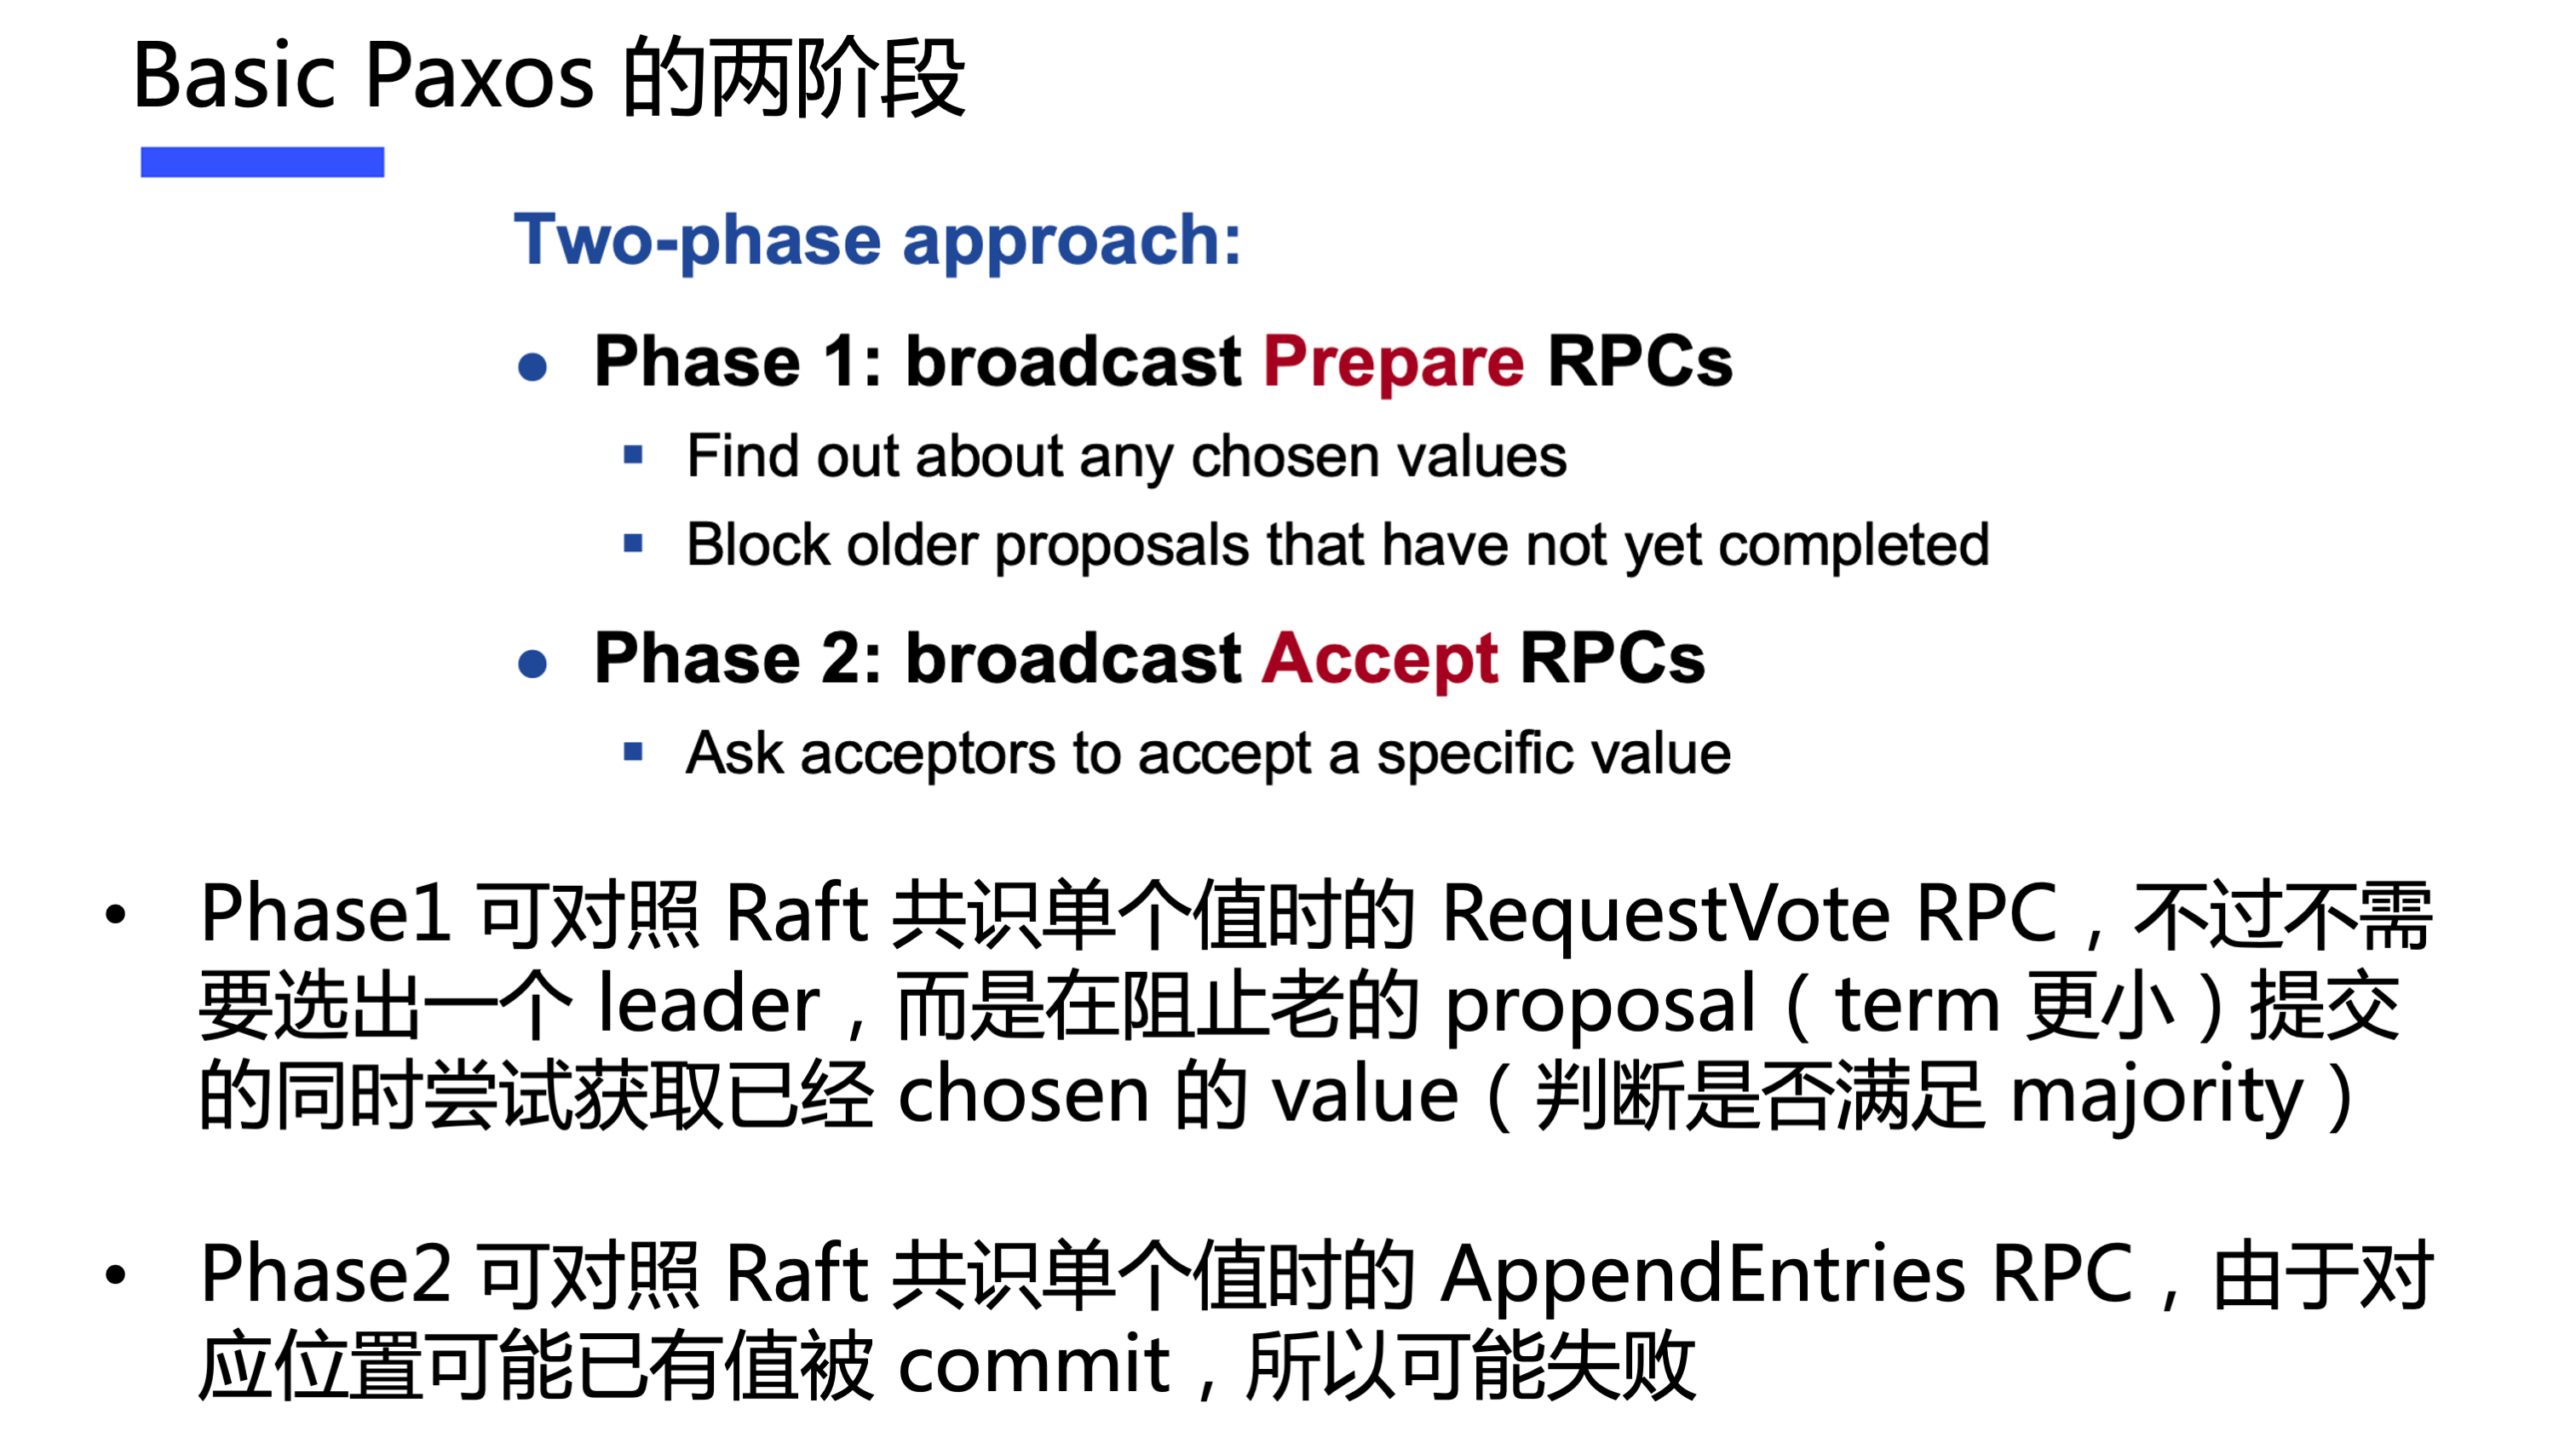 Basic Paxos 的两阶段
Two-phase approach:
• Phase 1: broadcast Prepare RPCs
▪ Find out about any chosen values
▪ Block older proposals that have not yet completed
• Phase 2: broadcast Accept RPCs
▪ Ask acceptors to accept a specific value
• Phase1 可对照 Raft 共识单个值时的 RequestVote RPC，不过不需
要选出一个 leader，而是在阻止老的 proposal（term 更小）提交
的同时尝试获取已经 chosen 的 value（判断是否满足 majority）
• Phase2 可对照 Raft 共识单个值时的 AppendEntries RPC，由于对
应位置可能已有值被 commit，所以可能失败